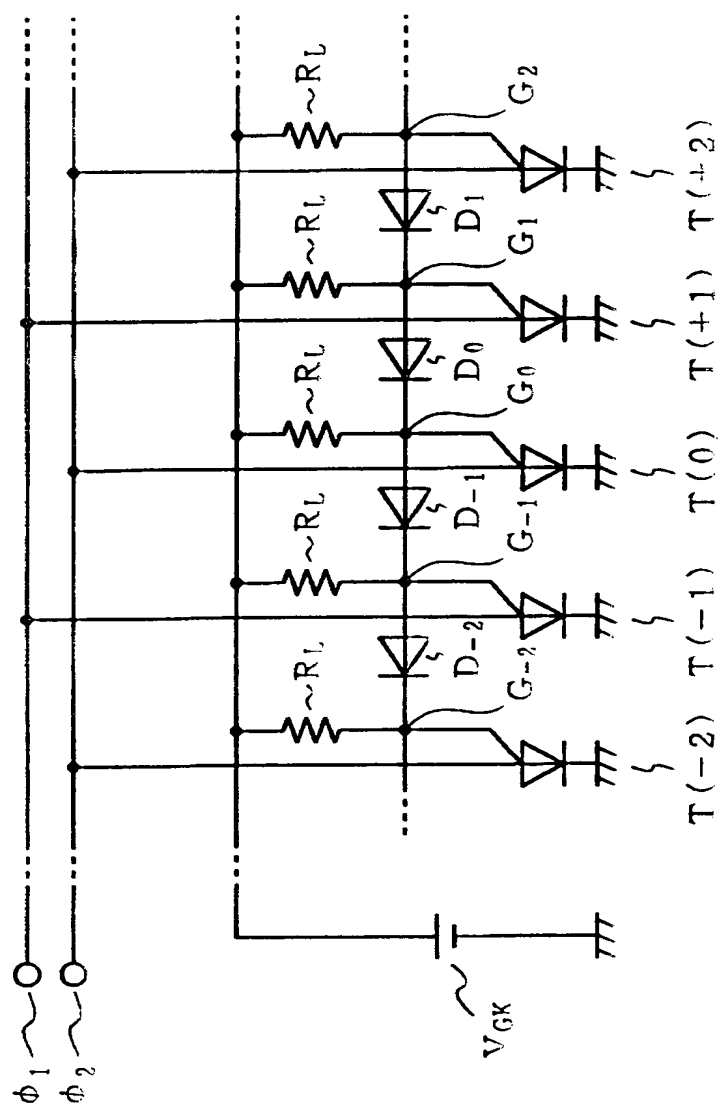 ϕ1
ϕ2
RL
RL
RL
RL
RL
D-2
D-1
D0
D1
G-2
G-1
G0
G1
G2
VGK
T(-2)
T(-1)
T(0)
T(+1)
T(+2)